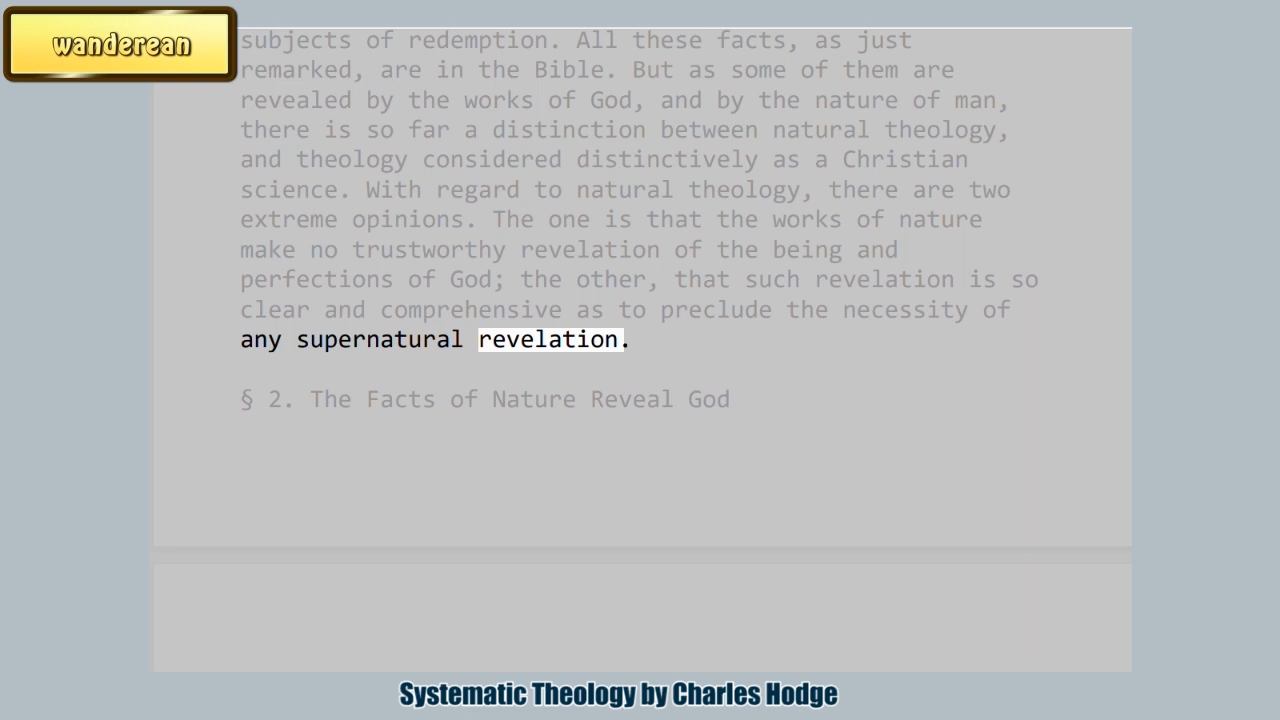 wanderean
subjects of redemption. All these facts, as just
remarked, are in the Bible. But as some of them are
revealed by the works of God, and by the nature of man,
there is so far a distinction between natural theology,
and theology considered distinctively as a Christian
science. With regard to natural theology, there are two
extreme opinions. The one is that the works of nature
make no trustworthy revelation of the being and
perfections of God; the other, that such revelation is so
clear and comprehensive as to preclude the necessity of
any supernatural revelation.
§ 2. The Facts of Nature Reveal God
Systematic Theology by Charles Hodge